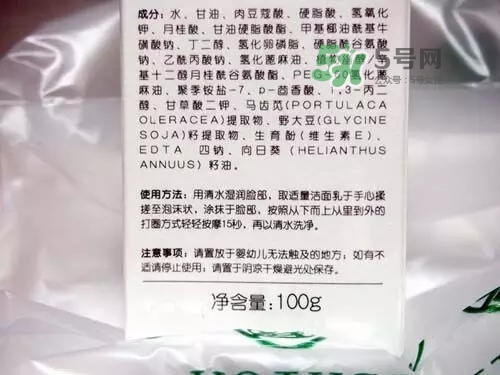 成分：水、甘油、肉豆蔻酸、硬脂酸、氢氧化
钾、月桂酸、甘油硬脂酸酯、甲基椰油酰基牛
磺酸钠、丁二醇、氢化卵磷脂、硬脂酰谷氨酸
钠、乙酰丙酸钠、氢化蓖麻油、植物甾醇/辛
基十二醇月桂酰谷氨酸酯、PEG-50氢化蓖
麻油、聚季铵盐-7、p-茴香酸、1,3-丙二
醇、甘草酸二钾、马齿苋(PORTULACA
OLERACEA)提取物、野大豆(GLYCINE
SOJA)籽提取物、生育酚(维生素E)、
EDTA 四钠、向日葵(HELIANTHUS
ANNUUS)籽油。
使用方法：用清水湿润脸部，取适量洁面乳于手心揉
搓至泡沫状，涂抹于脸部，按照从下而上从里到外的
打圈方式轻轻按摩15秒，再以清水洗净。
注意事项：请置放于婴幼儿无法触及的地方；如有不
适请停止使用；请置于阴凉干燥避光处保存。
净含量:100g
5号网